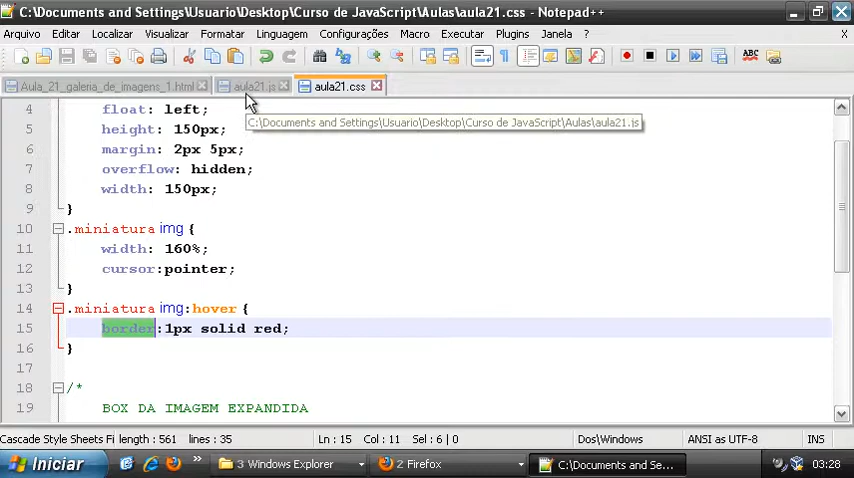 C:\Documents and Settings\Usuario\Desktop\Curso de JavaScript\Aulas\aula21.css - Notepad++
Arquivo Editar Localizar Visualizar Formatar Linguagem Configurações Macro Executar Plugins Janela ? X
ABC
Aula_21_galeria_de_imagens_1.html aula21.js aula21.css
C:\Documents and Settings\Usuario\Desktop\Curso de JavaScript\Aulas\aula21.js
4 float: left;
5 height: 150px;
6 margin: 2px 5px;
7 overflow: hidden;
8 width: 150px;
9 }
10 .miniatura img {
11 width: 160%;
12 cursor:pointer;
13 }
14 .miniatura img:hover {
15 border:1px solid red;
16 }
17
18 /*
19 BOX DA IMAGEM EXPANDIDA
Cascade Style Sheets Fi length : 561 lines : 35 Ln : 15 Col : 11 Sel : 6 | 0 Dos\Windows ANSI as UTF-8 INS
Iniciar » 3 Windows Explorer 2 Firefox C:\Documents and Se... 03:28